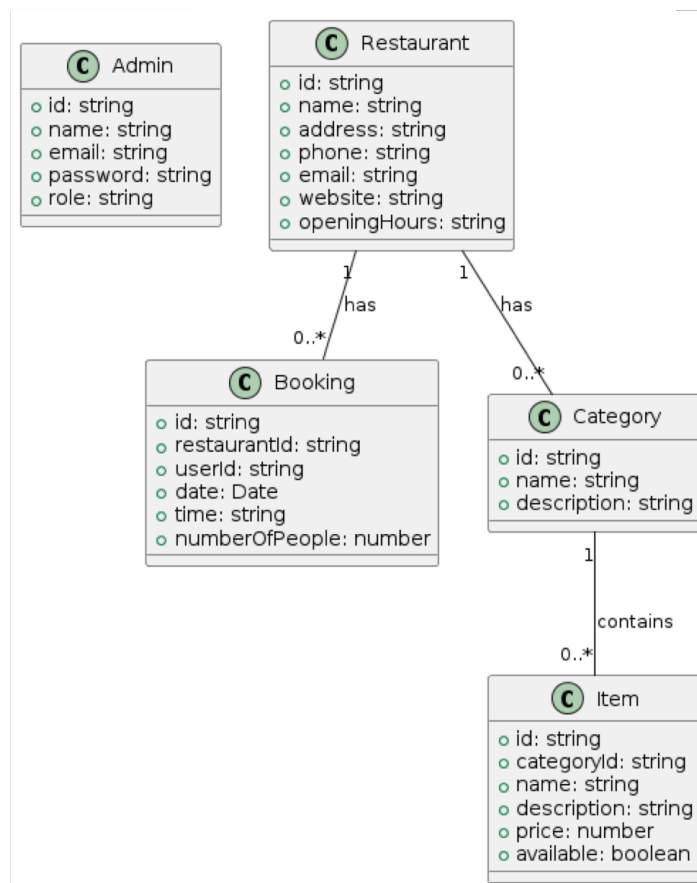 C Admin
id: string
name: string
email: string
password: string
role: string
C Restaurant
id: string
name: string
address: string
phone: string
email: string
website: string
openingHours: string
1
has
0..*
1
has
0..*
C Booking
id: string
restaurantId: string
userId: string
date: Date
time: string
numberOfPeople: number
C Category
id: string
name: string
description: string
1
contains
0..*
C Item
id: string
categoryId: string
name: string
description: string
price: number
available: boolean